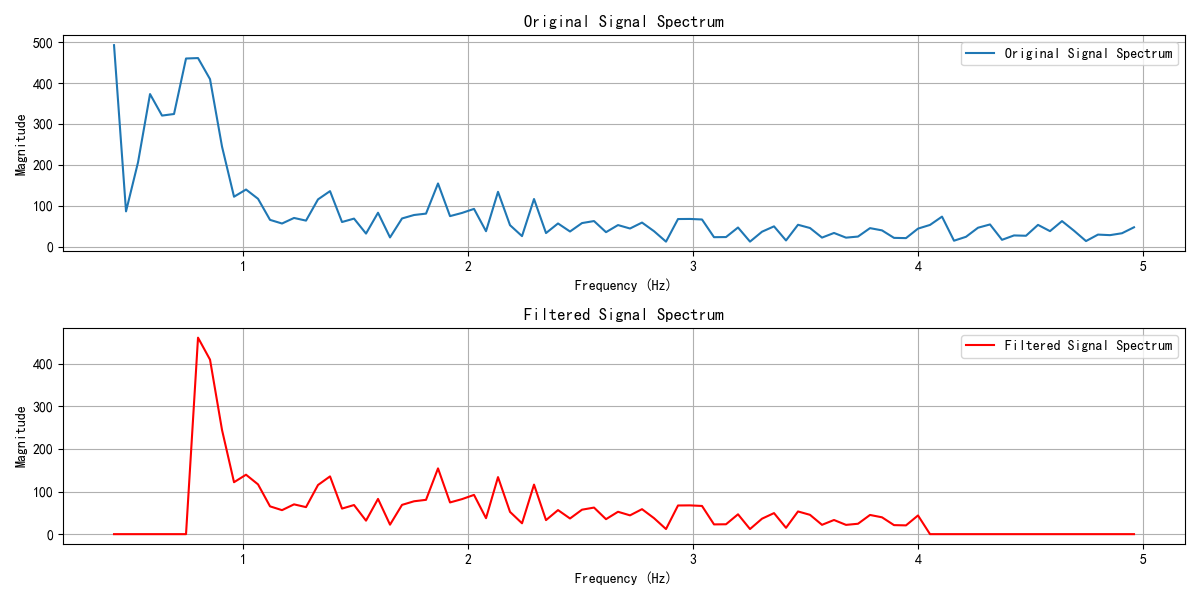 Original Signal Spectrum
500
400
300
200
100
0
Magnitude
Original Signal Spectrum
1
2
3
4
5
Frequency (Hz)
Filtered Signal Spectrum
400
300
200
100
0
Magnitude
Filtered Signal Spectrum
1
2
3
4
5
Frequency (Hz)